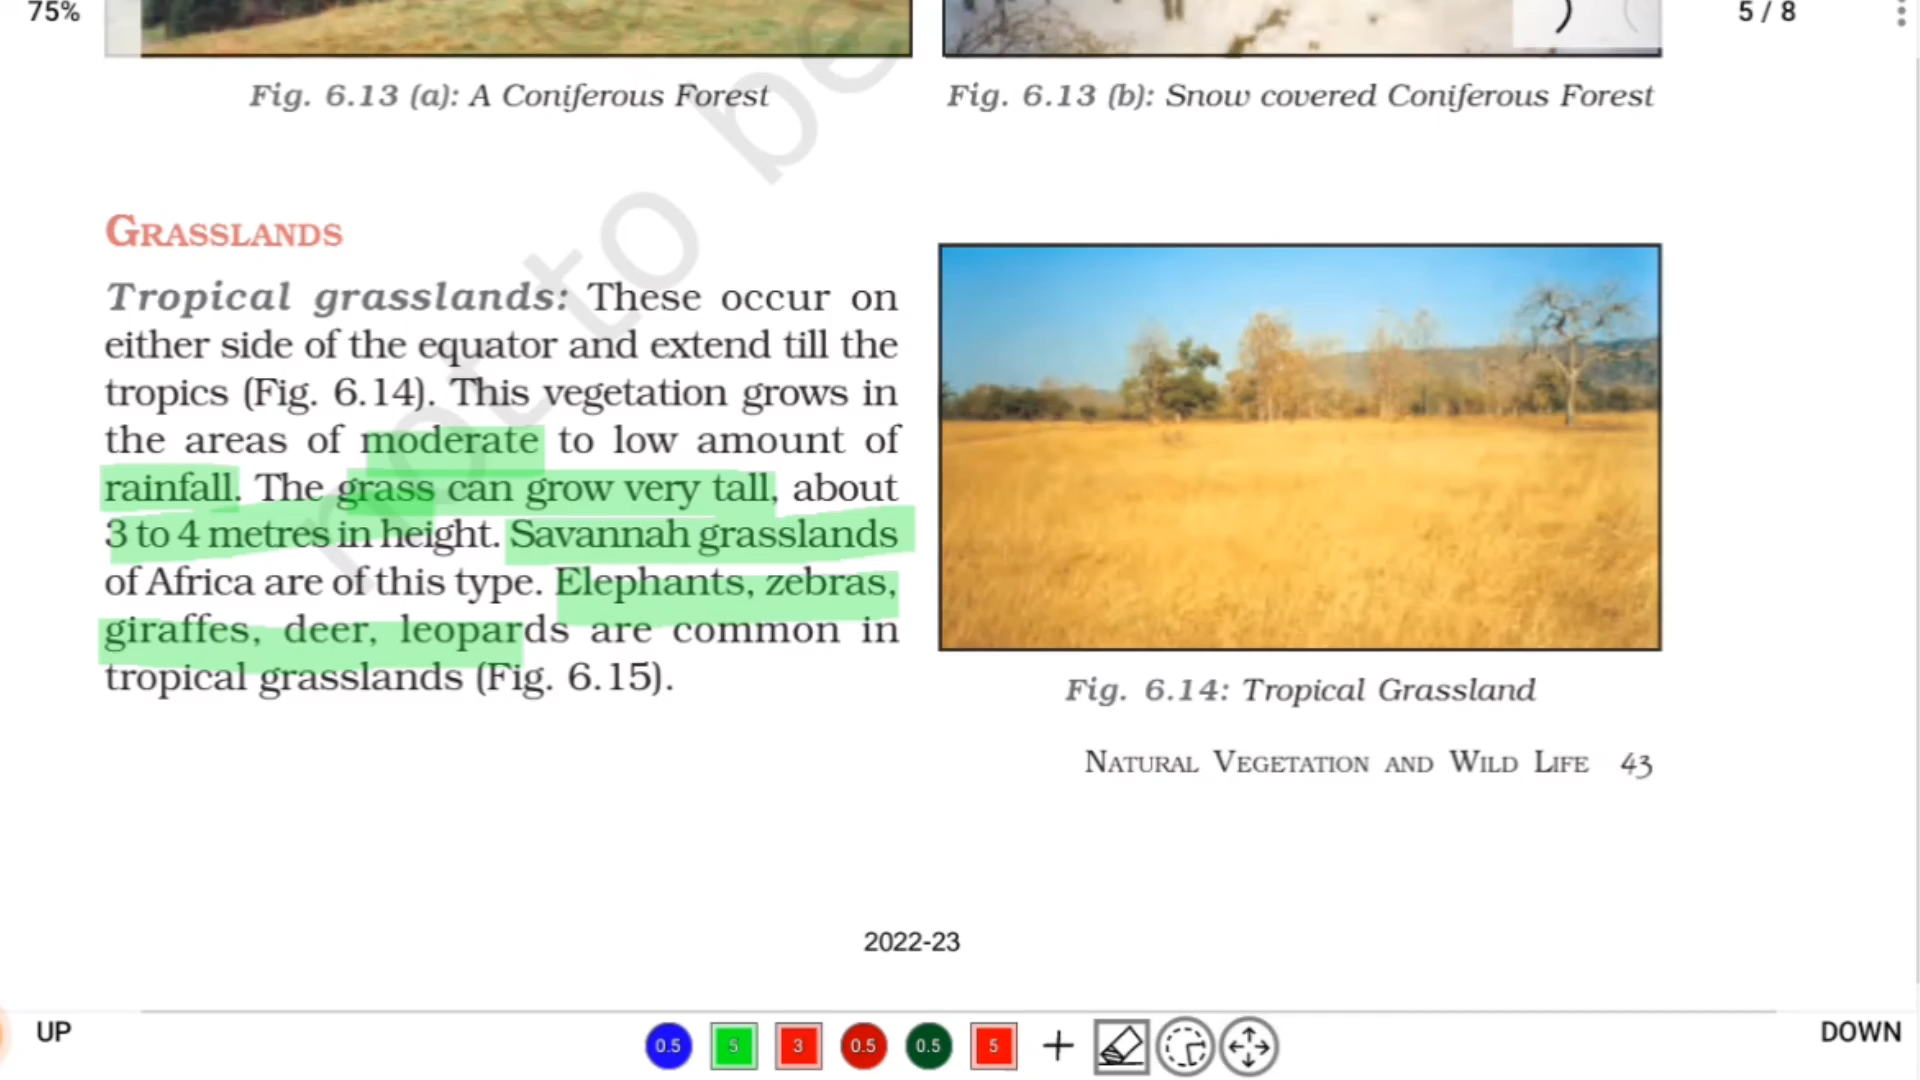 75%
5 / 8
Fig. 6.13 (a): A Coniferous Forest
Fig. 6.13 (b): Snow covered Coniferous Forest
GRASSLANDS
Tropical grasslands: These occur on
either side of the equator and extend till the
tropics (Fig. 6.14). This vegetation grows in
the areas of moderate to low amount of
rainfall. The grass can grow very tall, about
3 to 4 metres in height. Savannah grasslands
of Africa are of this type. Elephants, zebras,
giraffes, deer, leopards are common in
tropical grasslands (Fig. 6.15).
Fig. 6.14: Tropical Grassland
NATURAL VEGETATION AND WILD LIFE 43
not to be
2022-23
UP
0.5 5 3 0.5 0.5 5
DOWN